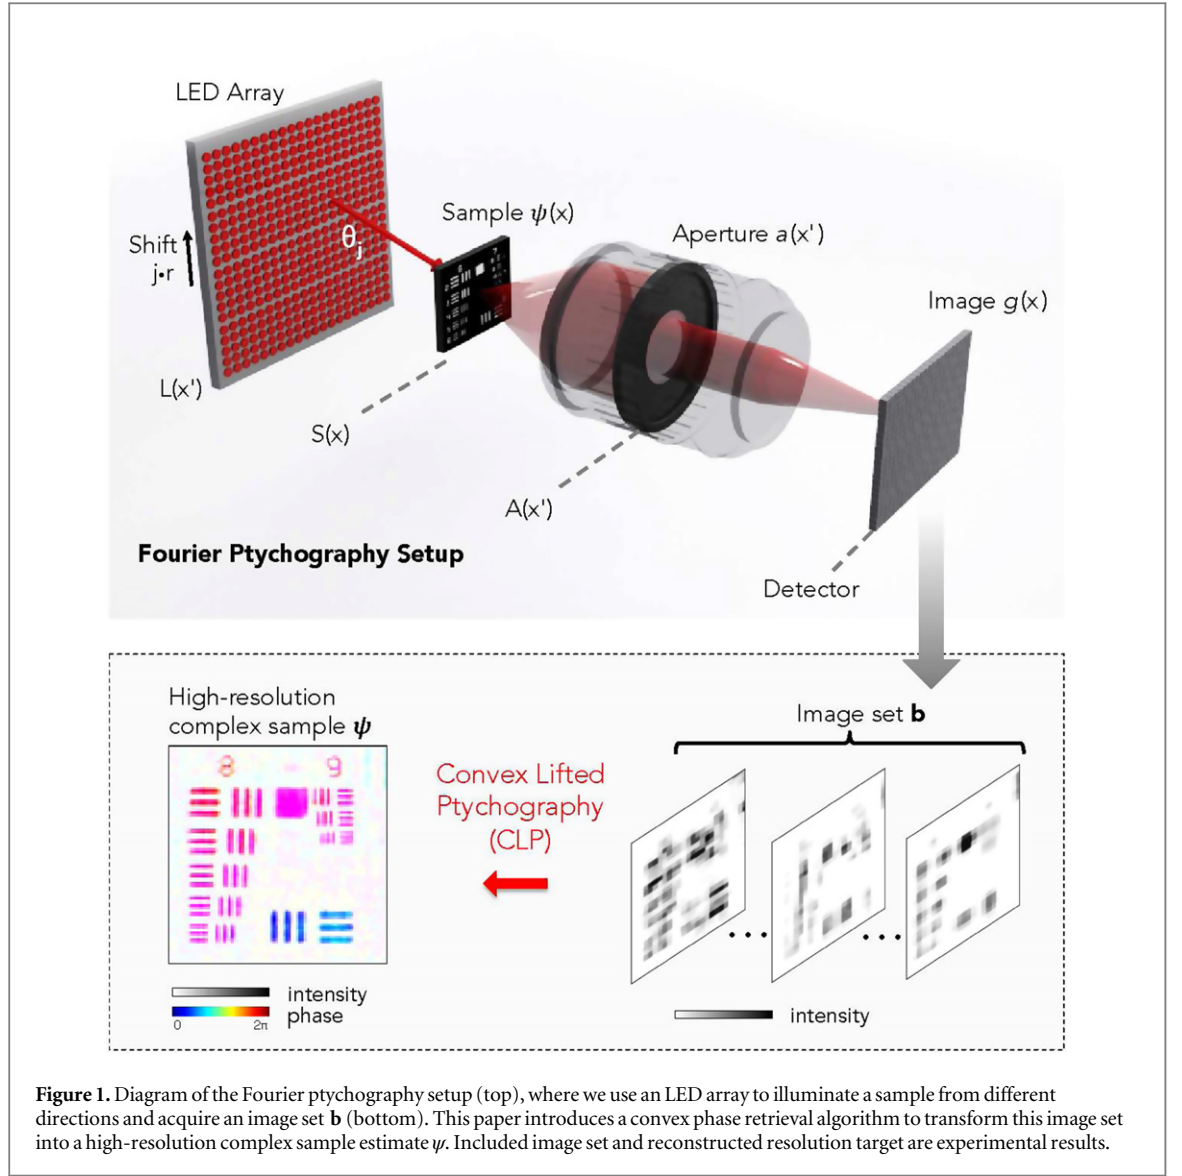 LED Array
Sample ψ(x)
Aperture a(x')
θj
Shift
j•r
Image g(x)
L(x')
S(x)
A(x')
Fourier Ptychography Setup
Detector
High-resolution
complex sample ψ
Image set b
8 9
Convex Lifted
Ptychography
(CLP)
intensity
phase
0 2π
intensity
Figure 1. Diagram of the Fourier ptychography setup (top), where we use an LED array to illuminate a sample from different
directions and acquire an image set b (bottom). This paper introduces a convex phase retrieval algorithm to transform this image set
into a high-resolution complex sample estimate ψ. Included image set and reconstructed resolution target are experimental results.